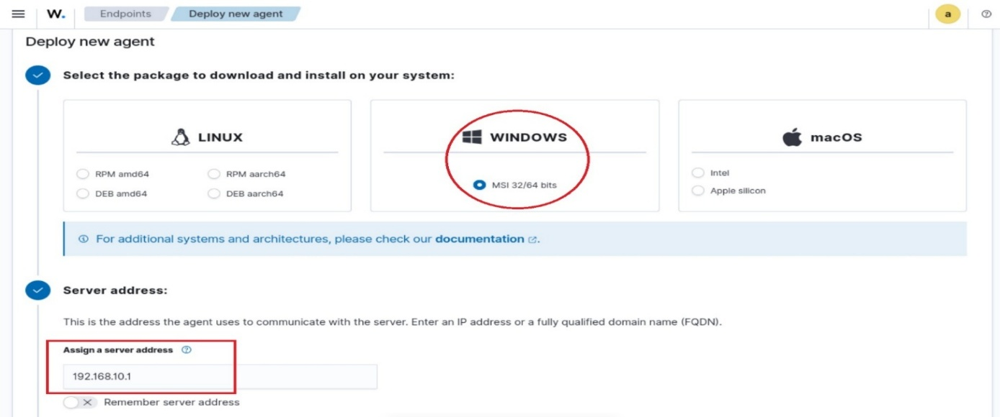 W. Endpoints Deploy new agent a
Deploy new agent
Select the package to download and install on your system:
LINUX
RPM amd64 RPM aarch64
DEB amd64 DEB aarch64
WINDOWS
MSI 32/64 bits
macOS
Intel
Apple silicon
For additional systems and architectures, please check our documentation.
Server address:
This is the address the agent uses to communicate with the server. Enter an IP address or a fully qualified domain name (FQDN).
Assign a server address
192.168.10.1
Remember server address